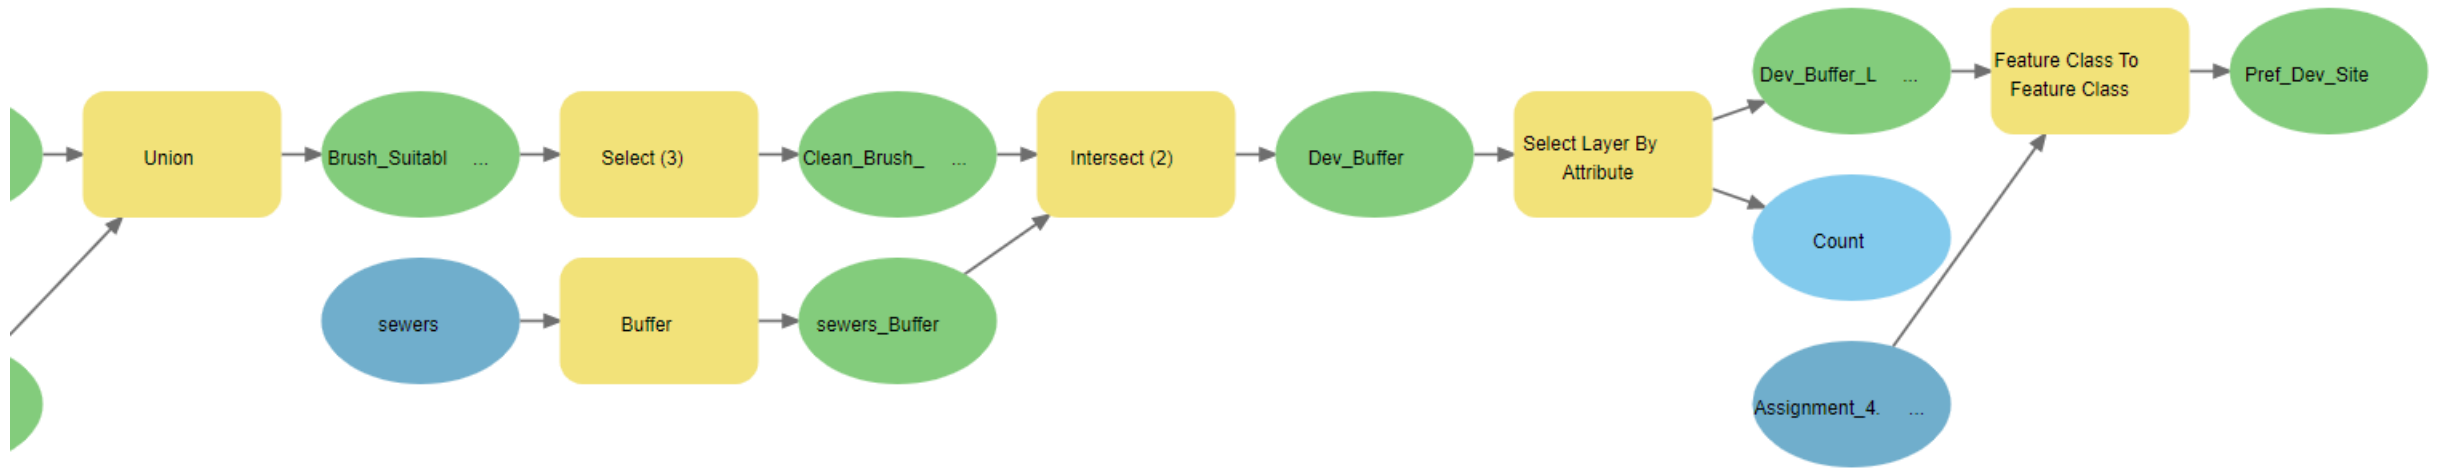 Union
Brush_Suitabl ...
Select (3)
Clean_Brush_ ...
Intersect (2)
Dev_Buffer
Select Layer By
Attribute
Dev_Buffer_L ...
Feature Class To
Feature Class
Pref_Dev_Site
Count
sewers
Buffer
sewers_Buffer
Assignment_4. ...